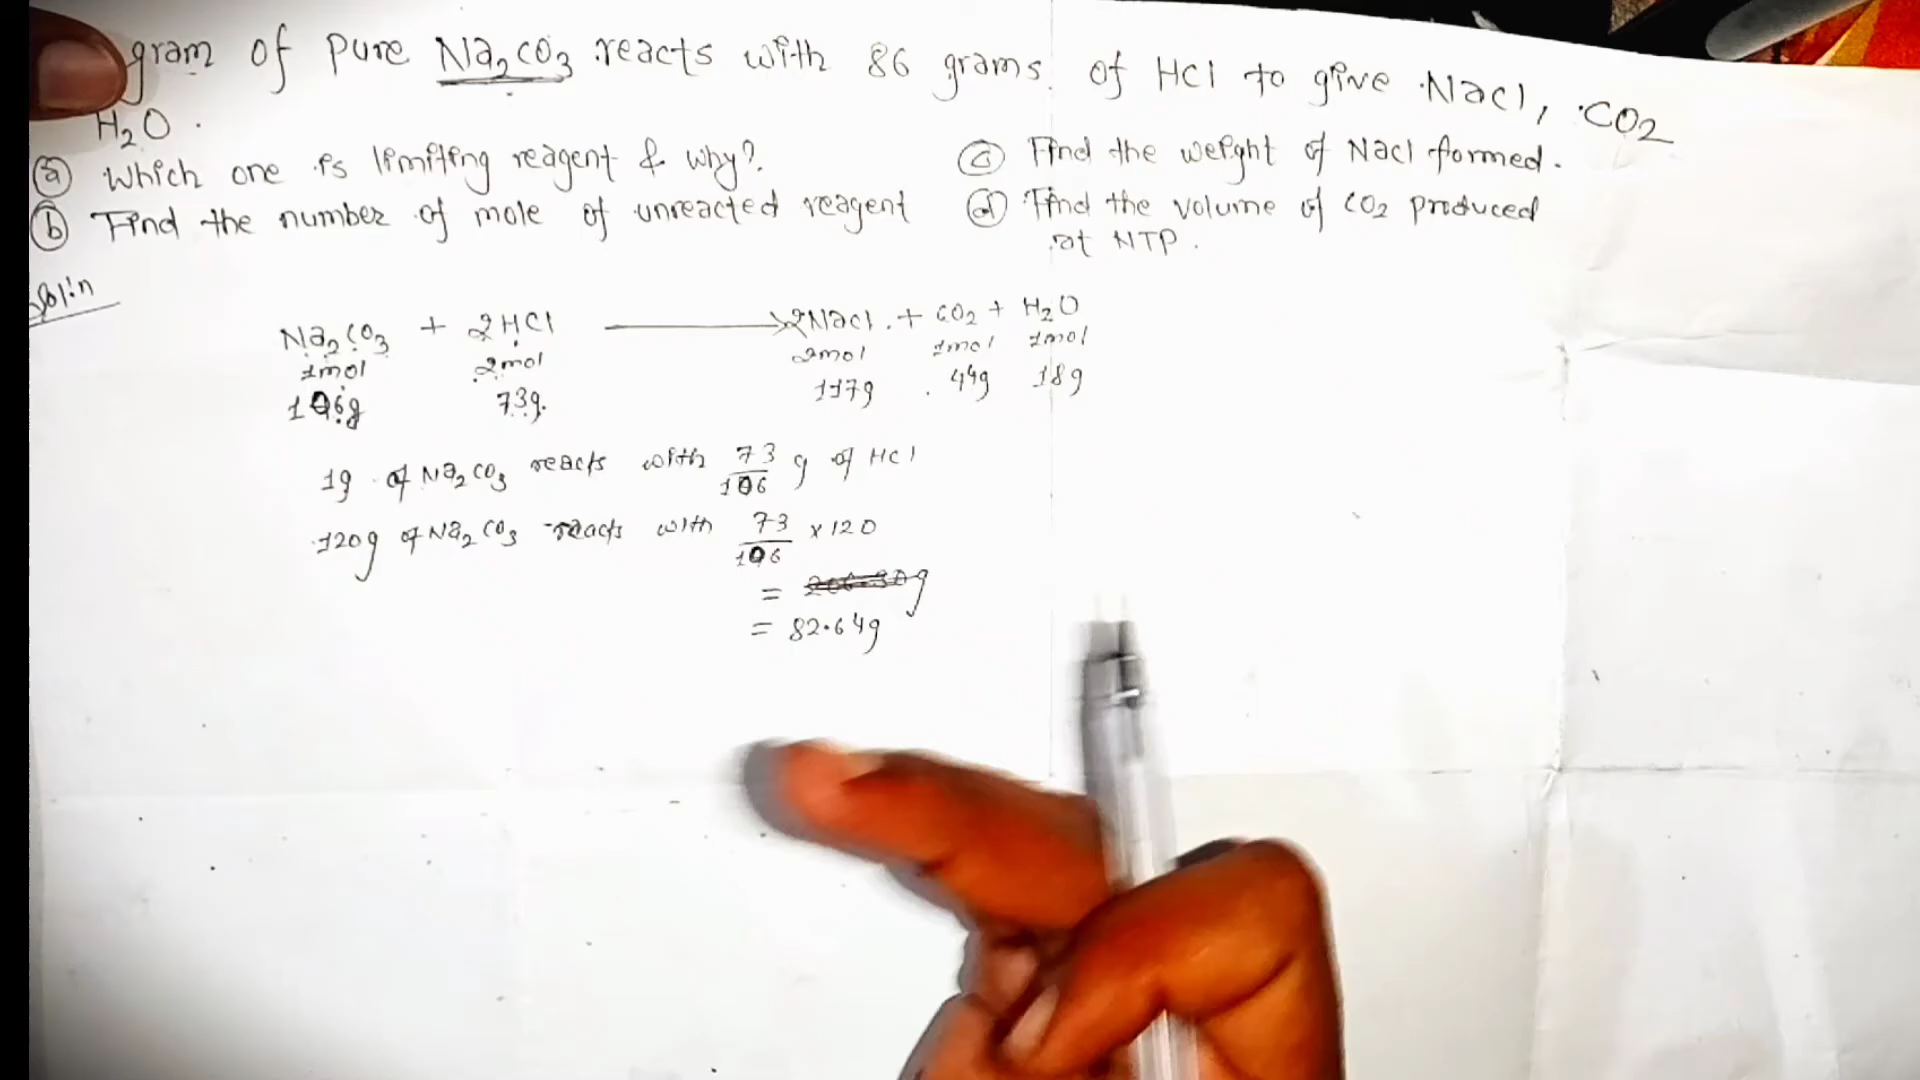 gram of pure Na2CO3 reacts with 86 grams of HCl to give NaCl, CO2
H2O.
(a) Which one is limiting reagent & why?
(b) Find the number of mole of unreacted reagent
(c) Find the weight of NaCl formed.
(d) Find the volume of CO2 produced
at NTP.
Sol:n
Na2CO3 + 2HCl ⟶ 2NaCl + CO2 + H2O
1mol 2mol 2mol 1mol 1mol
106g 73g 117g 44g 18g
1g of Na2CO3 reacts with 73/106 g of HCl
120g of Na2CO3 reacts with 73/106 × 120
= g
= 82.64g